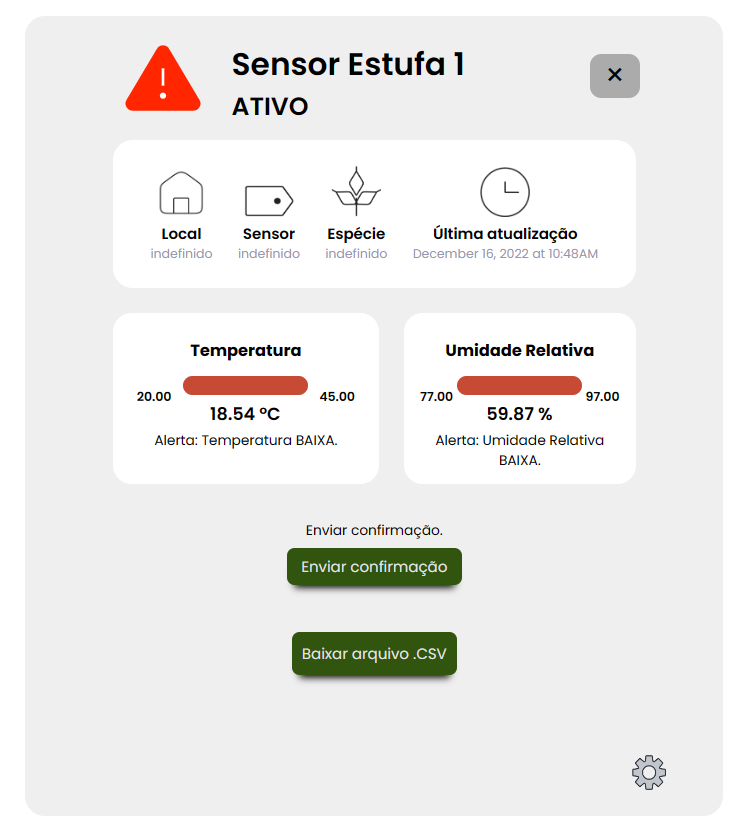 Sensor Estufa 1
ATIVO
×
Local
indefinido
Sensor
indefinido
Espécie
indefinido
Última atualização
December 16, 2022 at 10:48AM
Temperatura
20.00
45.00
18.54 ºC
Alerta: Temperatura BAIXA.
Umidade Relativa
77.00
97.00
59.87 %
Alerta: Umidade Relativa
BAIXA.
Enviar confirmação.
Enviar confirmação
Baixar arquivo .CSV